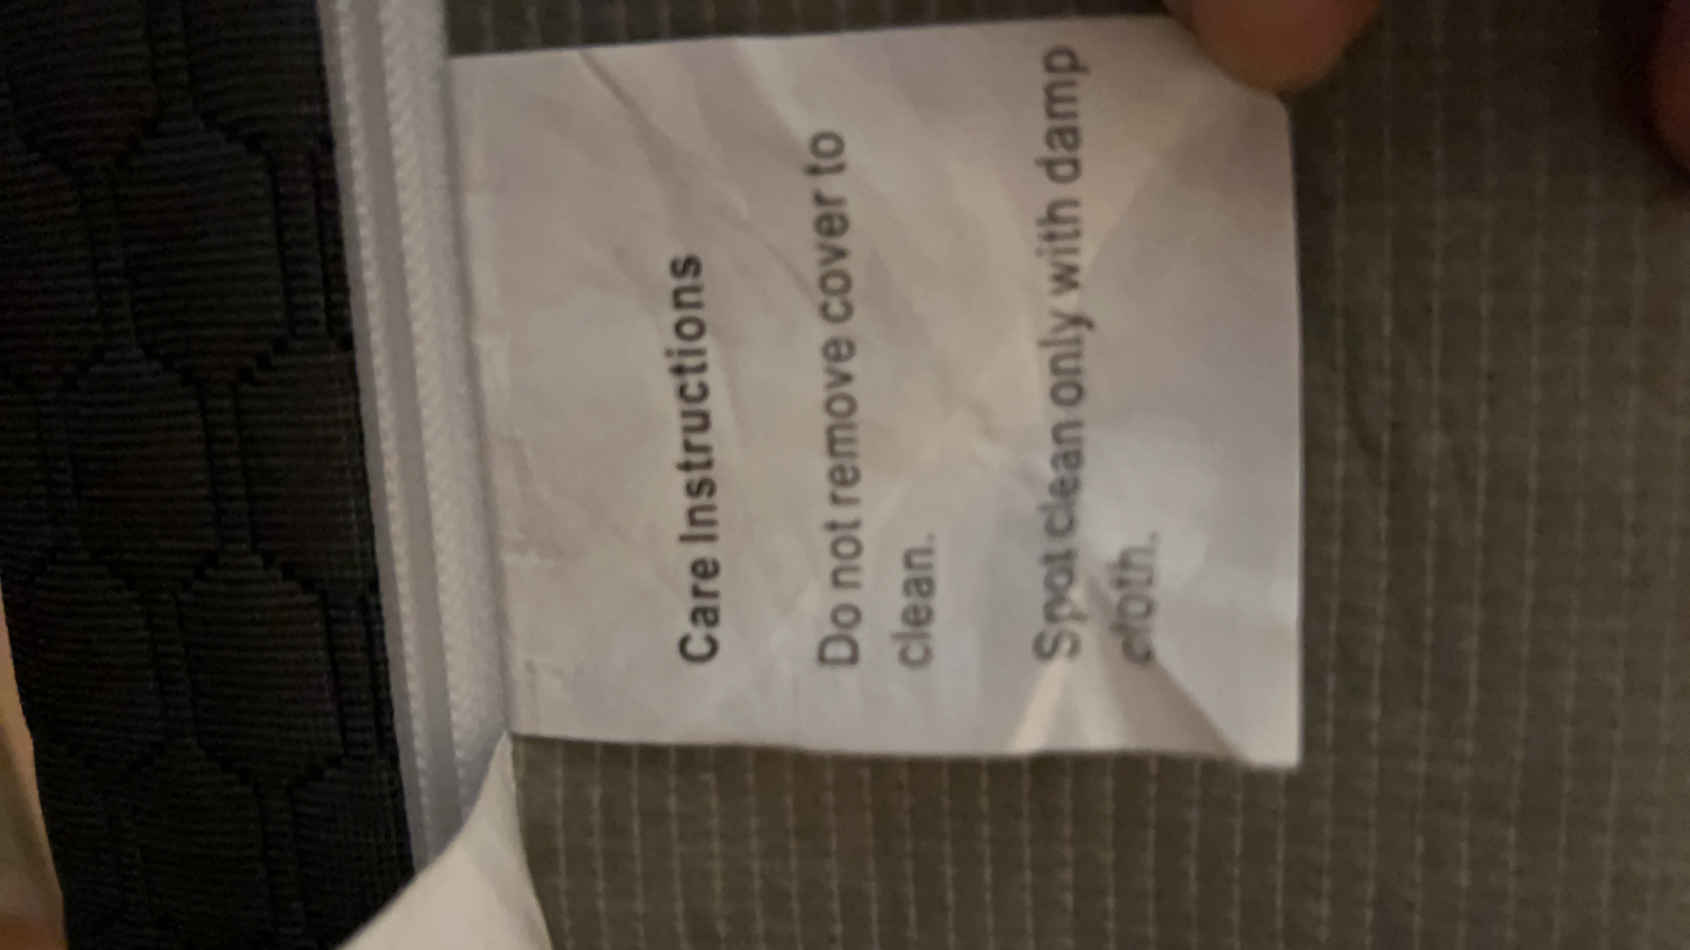 Care Instructions
Do not remove cover to
clean.
Spot clean only with damp
cloth.